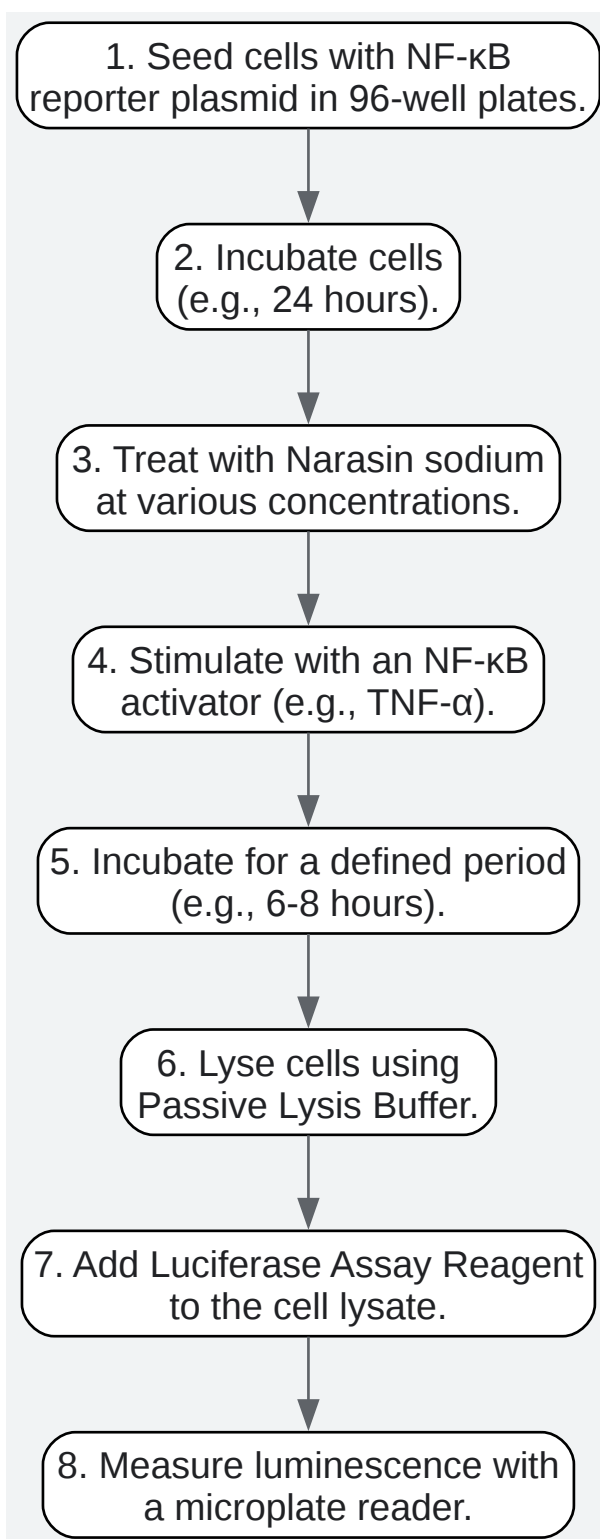 1. Seed cells with NF-κB
reporter plasmid in 96-well plates.
2. Incubate cells
(e.g., 24 hours).
3. Treat with Narasin sodium
at various concentrations.
4. Stimulate with an NF-κB
activator (e.g., TNF-α).
5. Incubate for a defined period
(e.g., 6-8 hours).
6. Lyse cells using
Passive Lysis Buffer.
7. Add Luciferase Assay Reagent
to the cell lysate.
8. Measure luminescence with
a microplate reader.